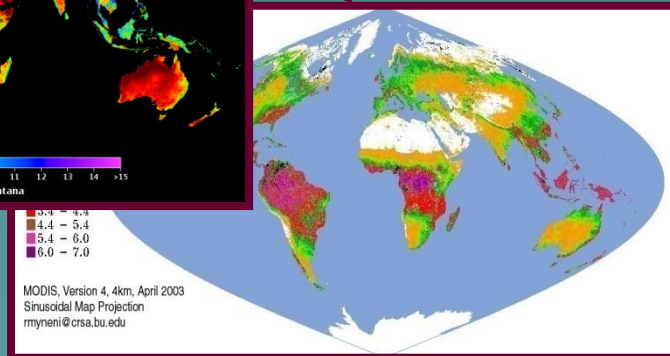 11 12 13 14 >15
3.4 - 4.4
4.4 - 5.4
5.4 - 6.0
6.0 - 7.0
MODIS, Version 4, 4km, April 2003
Sinusoidal Map Projection
rmyneni@crsa.bu.edu